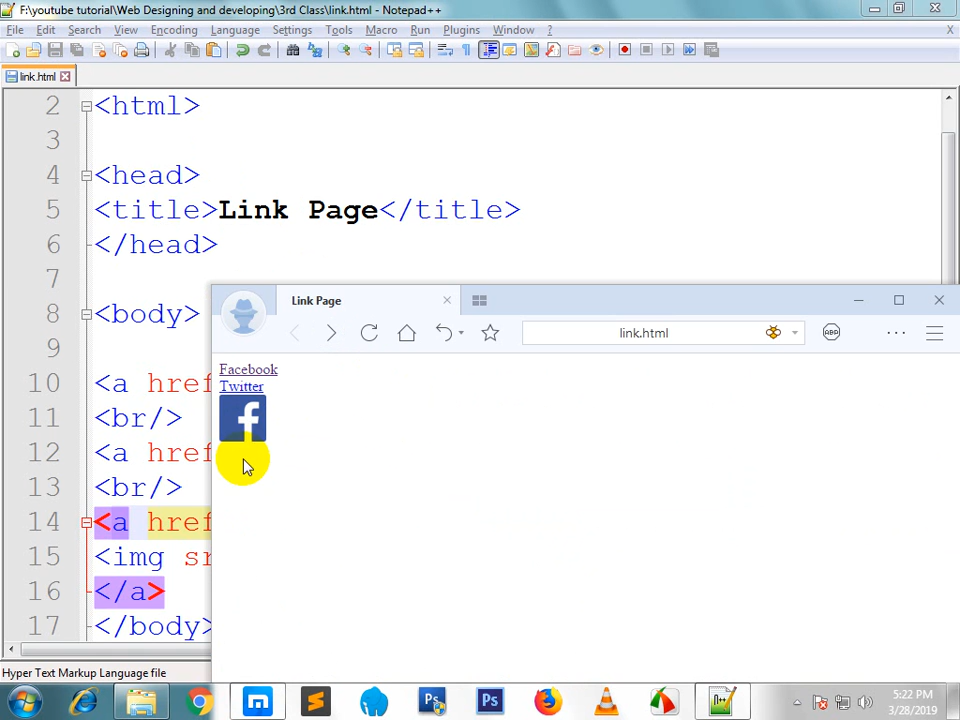 F:\youtube tutorial\Web Designing and developing\3rd Class\link.html - Notepad++
File Edit Search View Encoding Language Settings Tools Macro Run Plugins Window ? X
link.html
2 <html>
3
4 <head>
5 <title>Link Page</title>
6 </head>
7
8 <body>
9
10 <a href
11 <br/>
12 <a href
13 <br/>
14 <a href
15 <img sr
16 </a>
17 </body>
Link Page
link.html
ABP
Facebook
Twitter
f
Hyper Text Markup Language file
Ps
Ps
5:22 PM
3/28/2019